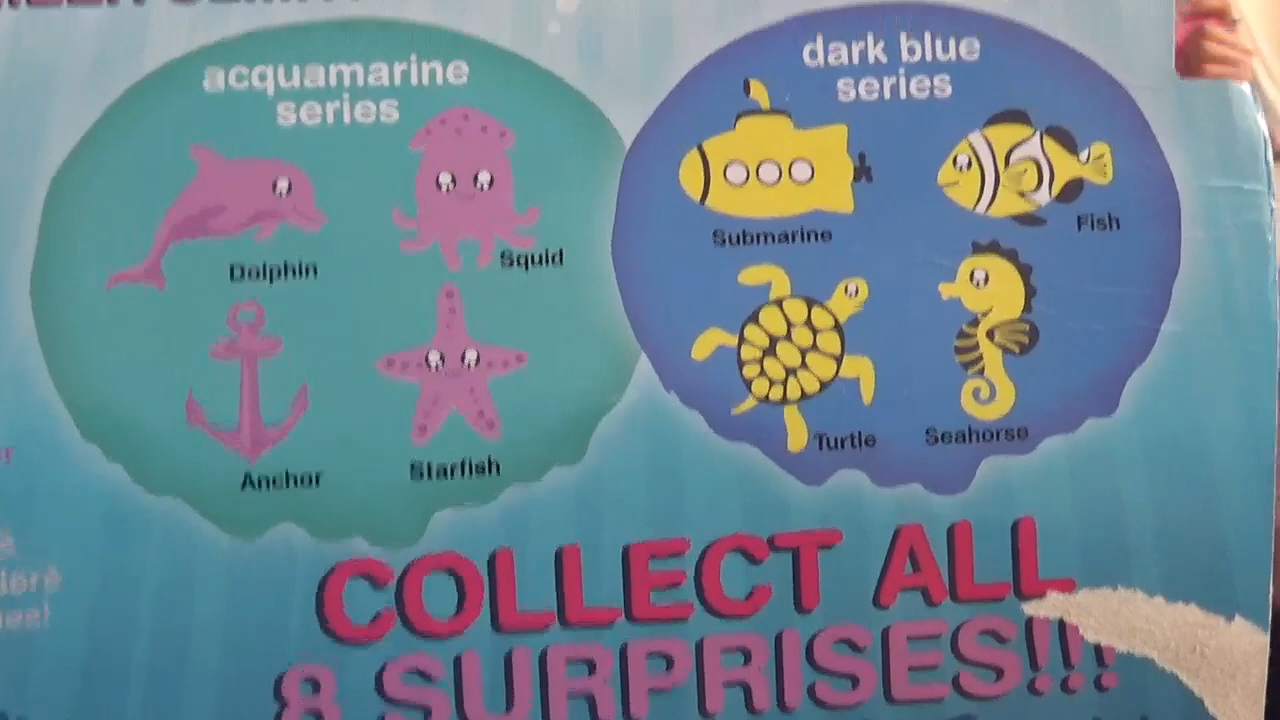 acquamarine
series
dark blue
series
Dolphin
Squid
Submarine
Fish
Anchor
Starfish
Turtle
Seahorse
COLLECT ALL
8 SURPRISES!!!